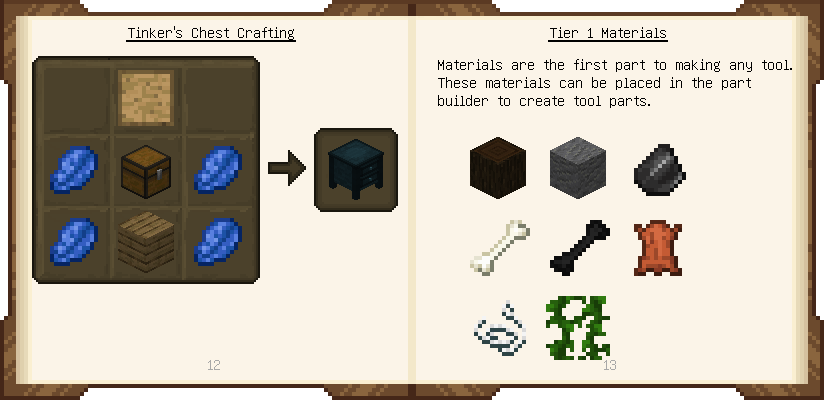 Tinker's Chest Crafting
12
Tier 1 Materials
Materials are the first part to making any tool.
These materials can be placed in the part
builder to create tool parts.
13